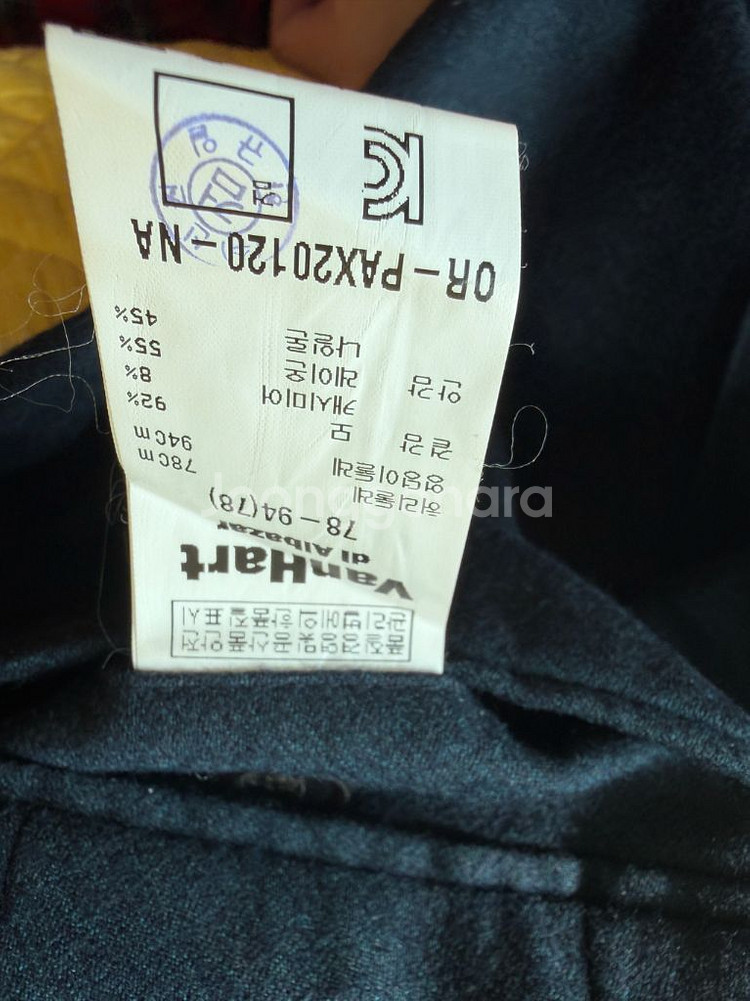 품질경영및공산품안전
관리법에의한품질표시
VanHart
di Albazar
78-94(78)
허리둘레 78cm
엉덩이둘레 94cm
겉감 모 92%
캐시미어 8%
안감 레이온 55%
나일론 45%
OR-PAX20120-NA
Joonggonara